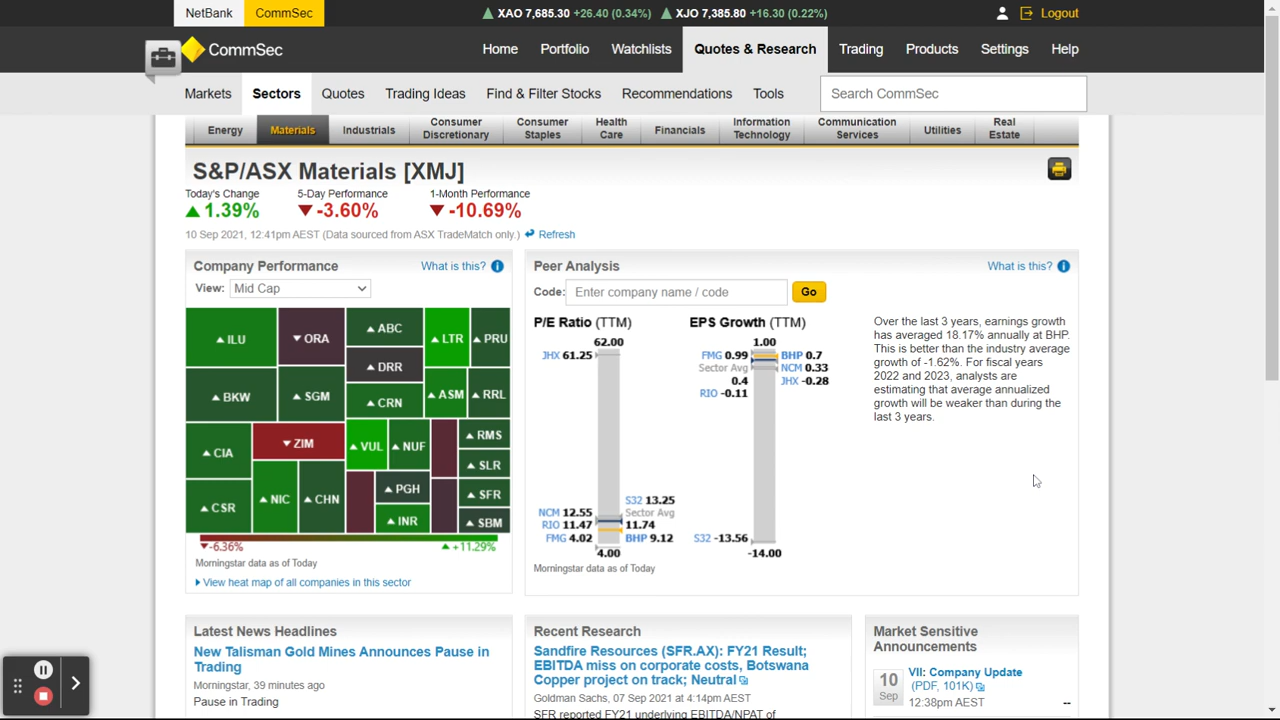 NetBank
CommSec
XAO 7,685.30 +26.40 (0.34%)
XJO 7,385.80 +16.30 (0.22%)
Logout
CommSec
Home
Portfolio
Watchlists
Quotes & Research
Trading
Products
Settings
Help
Markets
Sectors
Quotes
Trading Ideas
Find & Filter Stocks
Recommendations
Tools
Search CommSec
Energy
Materials
Industrials
Consumer
Discretionary
Consumer
Staples
Health
Care
Financials
Information
Technology
Communication
Services
Utilities
Real
Estate
S&P/ASX Materials [XMJ]
Today's Change
1.39%
5-Day Performance
-3.60%
1-Month Performance
-10.69%
10 Sep 2021, 12:41pm AEST (Data sourced from ASX TradeMatch only.)
Refresh
Company Performance
What is this?
View: Mid Cap
ILU
ORA
ABC
LTR
PRU
DRR
BKW
SGM
CRN
ASM
RRL
CIA
ZIM
VUL
NUF
RMS
SLR
CSR
NIC
CHN
PGH
SFR
INR
SBM
-6.36%
+11.29%
Morningstar data as of Today
View heat map of all companies in this sector
Peer Analysis
What is this?
Code: Enter company name / code
Go
P/E Ratio (TTM)
62.00
JHX 61.25
S32 13.25
NCM 12.55
Sector Avg
RIO 11.47
11.74
FMG 4.02
BHP 9.12
4.00
Morningstar data as of Today
EPS Growth (TTM)
1.00
FMG 0.99
BHP 0.7
Sector Avg
NCM 0.33
0.4
JHX -0.28
RIO -0.11
S32 -13.56
-14.00
Over the last 3 years, earnings growth
has averaged 18.17% annually at BHP.
This is better than the industry average
growth of -1.62%. For fiscal years
2022 and 2023, analysts are
estimating that average annualized
growth will be weaker than during the
last 3 years.
Latest News Headlines
New Talisman Gold Mines Announces Pause in
Trading
Morningstar, 39 minutes ago
Pause in Trading
Recent Research
Sandfire Resources (SFR.AX): FY21 Result;
EBITDA miss on corporate costs, Botswana
Copper project on track; Neutral
Goldman Sachs, 07 Sep 2021 at 4:14pm AEST
SFR reported FY21 underlying EBITDA/NPAT of
Market Sensitive
Announcements
10
Sep
VII: Company Update
(PDF, 101K)
12:38pm AEST
--